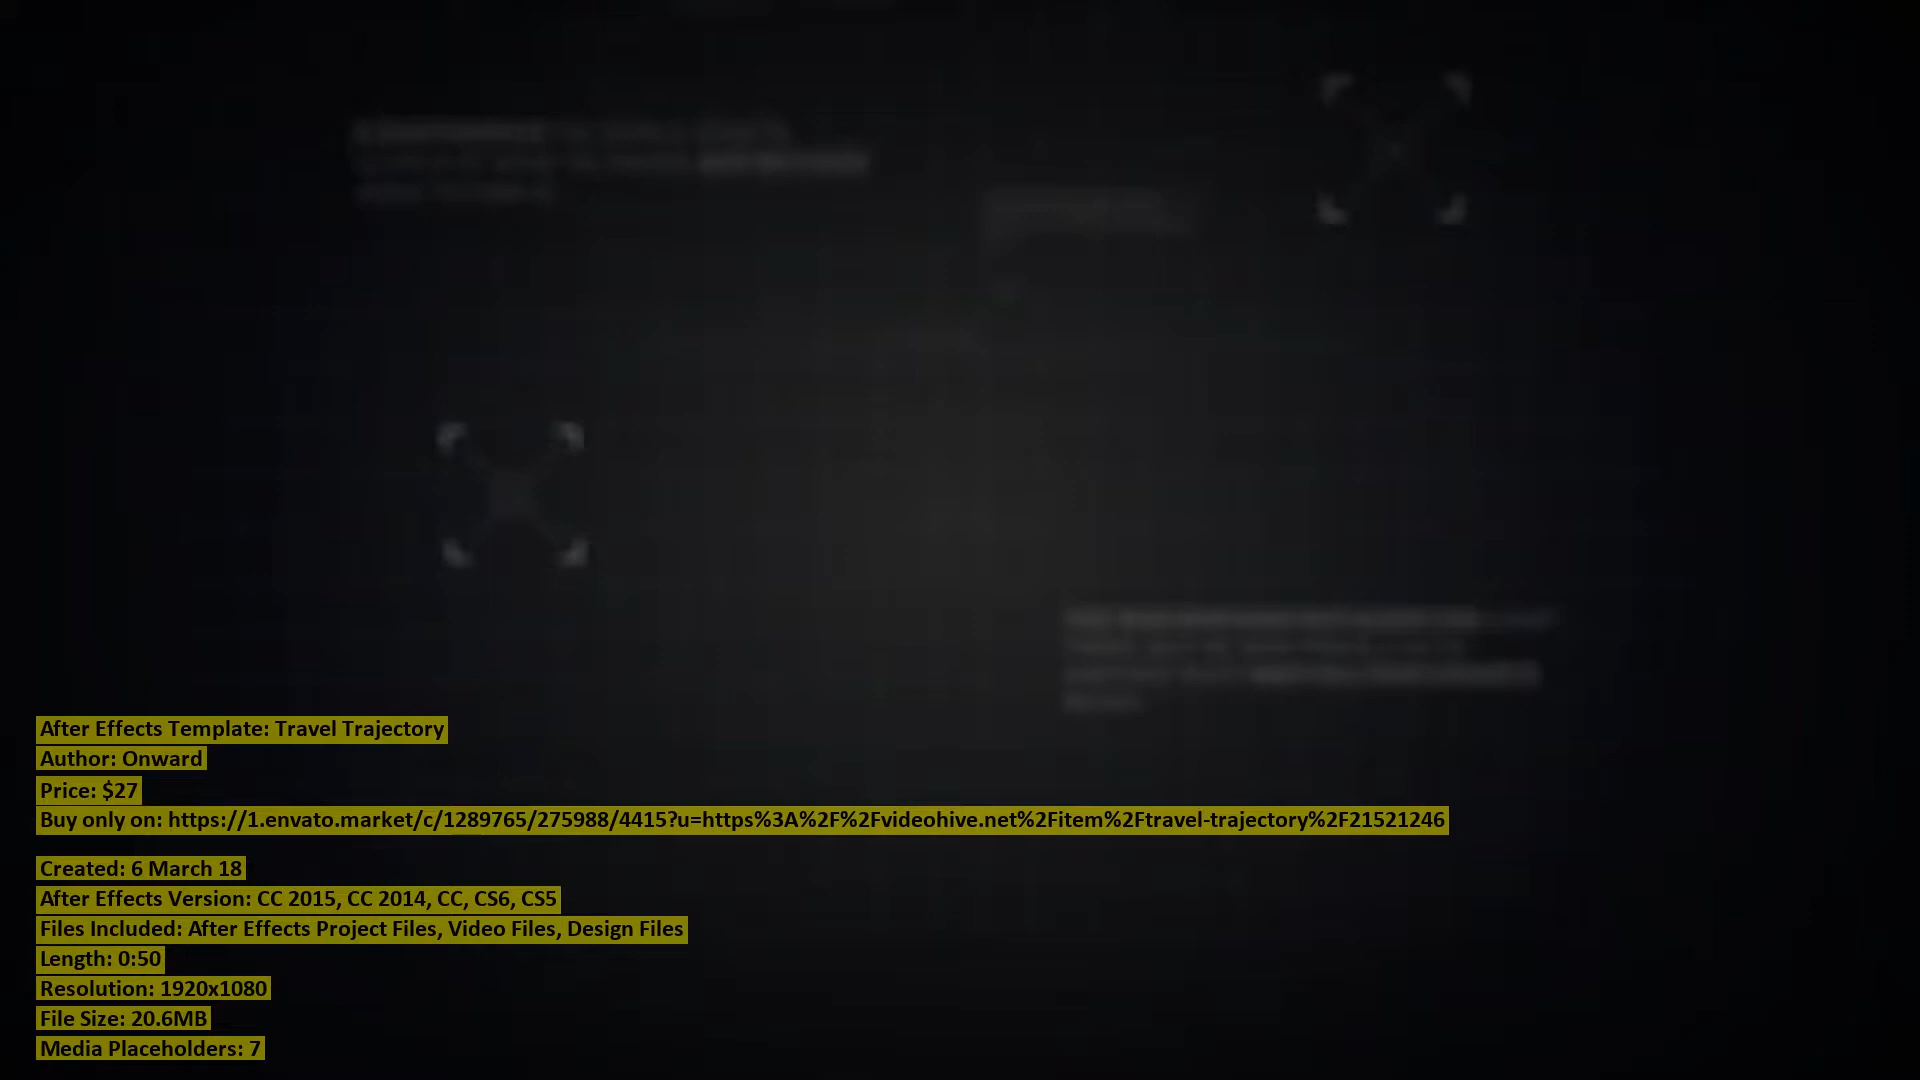 After Effects Template: Travel Trajectory
Author: Onward
Price: $27
Buy only on: https://1.envato.market/c/1289765/275988/4415?u=https%3A%2F%2Fvideohive.net%2Fitem%2Ftravel-trajectory%2F21521246
Created: 6 March 18
After Effects Version: CC 2015, CC 2014, CC, CS6, CS5
Files Included: After Effects Project Files, Video Files, Design Files
Length: 0:50
Resolution: 1920x1080
File Size: 20.6MB
Media Placeholders: 7